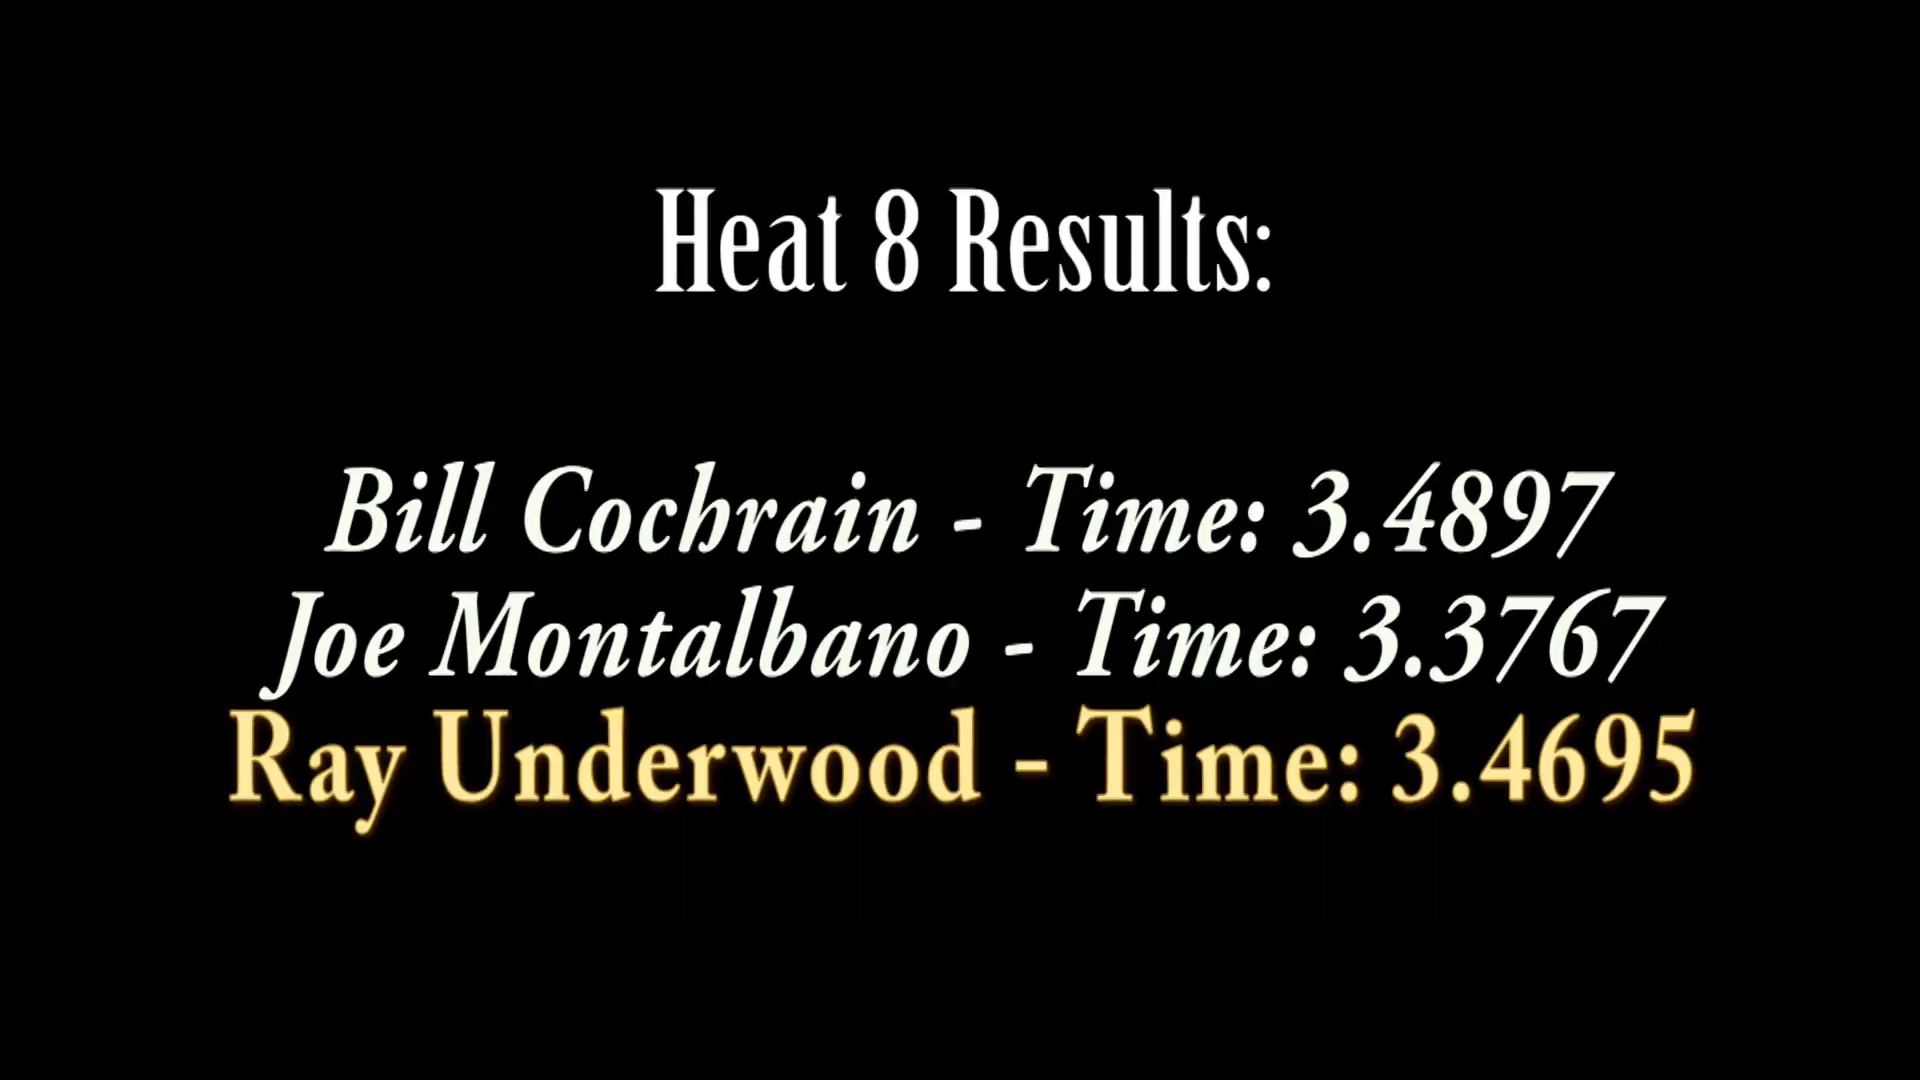 Heat 8 Results:
Bill Cochrain - Time: 3.4897
Joe Montalbano - Time: 3.3767
Ray Underwood - Time: 3.4695